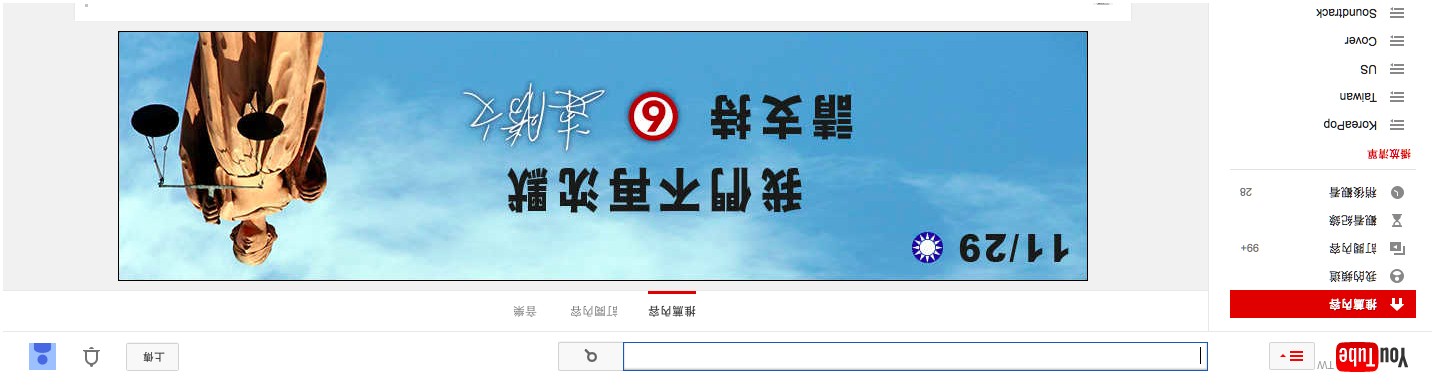 YouTube TW
上傳
推薦內容 訂閱內容 音樂
推薦內容
我的頻道
訂閱內容 99+
觀看紀錄
稍後觀看 28
播放清單
KoreaPop
Taiwan
US
Cover
Soundtrack
11/29
我們不再沈默
請支持 6 連勝文